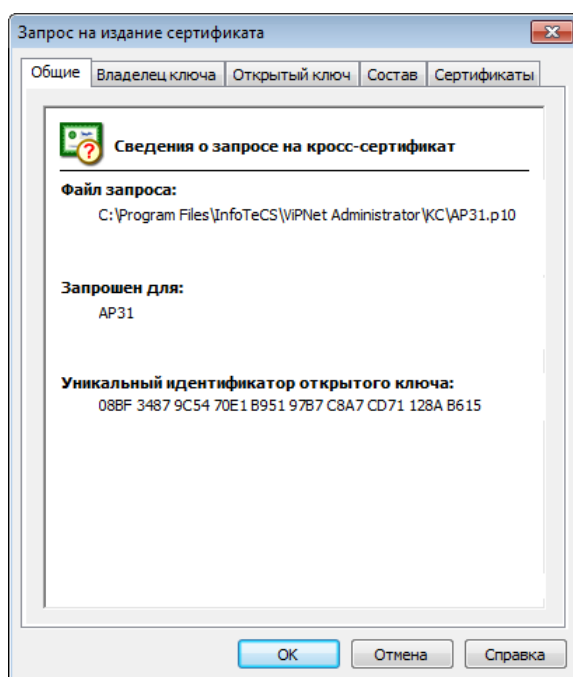 Запрос на издание сертификата
Общие Владелец ключа Открытый ключ Состав Сертификаты
Сведения о запросе на кросс-сертификат
Файл запроса:
C:\Program Files\InfoTeCS\ViPNet Administrator\KC\AP31.p10
Запрошен для:
AP31
Уникальный идентификатор открытого ключа:
08BF 3487 9C54 70E1 B951 97B7 C8A7 CD71 128A B615
OK Отмена Справка